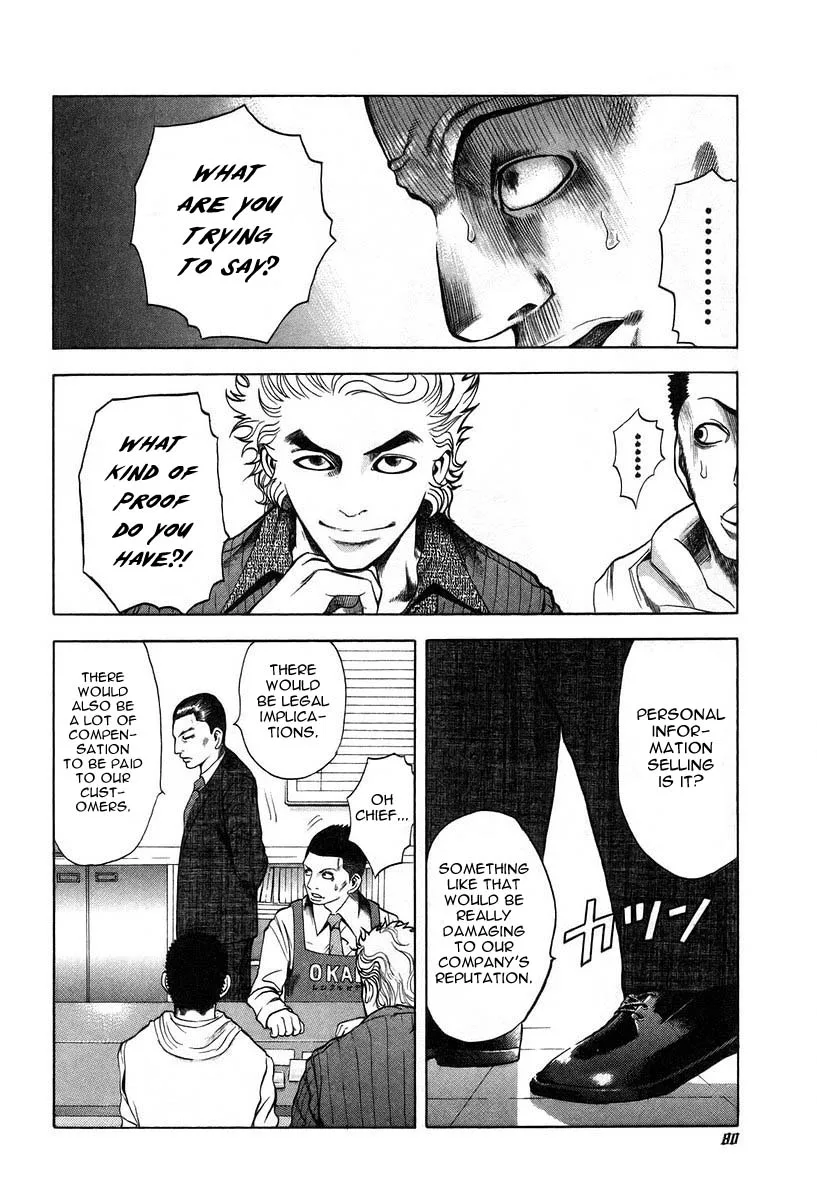 WHAT
ARE YOU
TRYING
TO SAY?
..........
WHAT
KIND OF
PROOF
DO YOU
HAVE?!
......
PERSONAL
INFOR-
MATION
SELLING
IS IT?
SOMETHING
LIKE THAT
WOULD BE
REALLY
DAMAGING
TO OUR
COMPANY'S
REPUTATION.
カツン
THERE
WOULD
BE LEGAL
IMPLICA-
TIONS.
OH
CHIEF...
THERE
WOULD
ALSO BE
A LOT OF
COMPEN-
SATION
TO BE PAID
TO OUR
CUST-
OMERS.
OKA
80